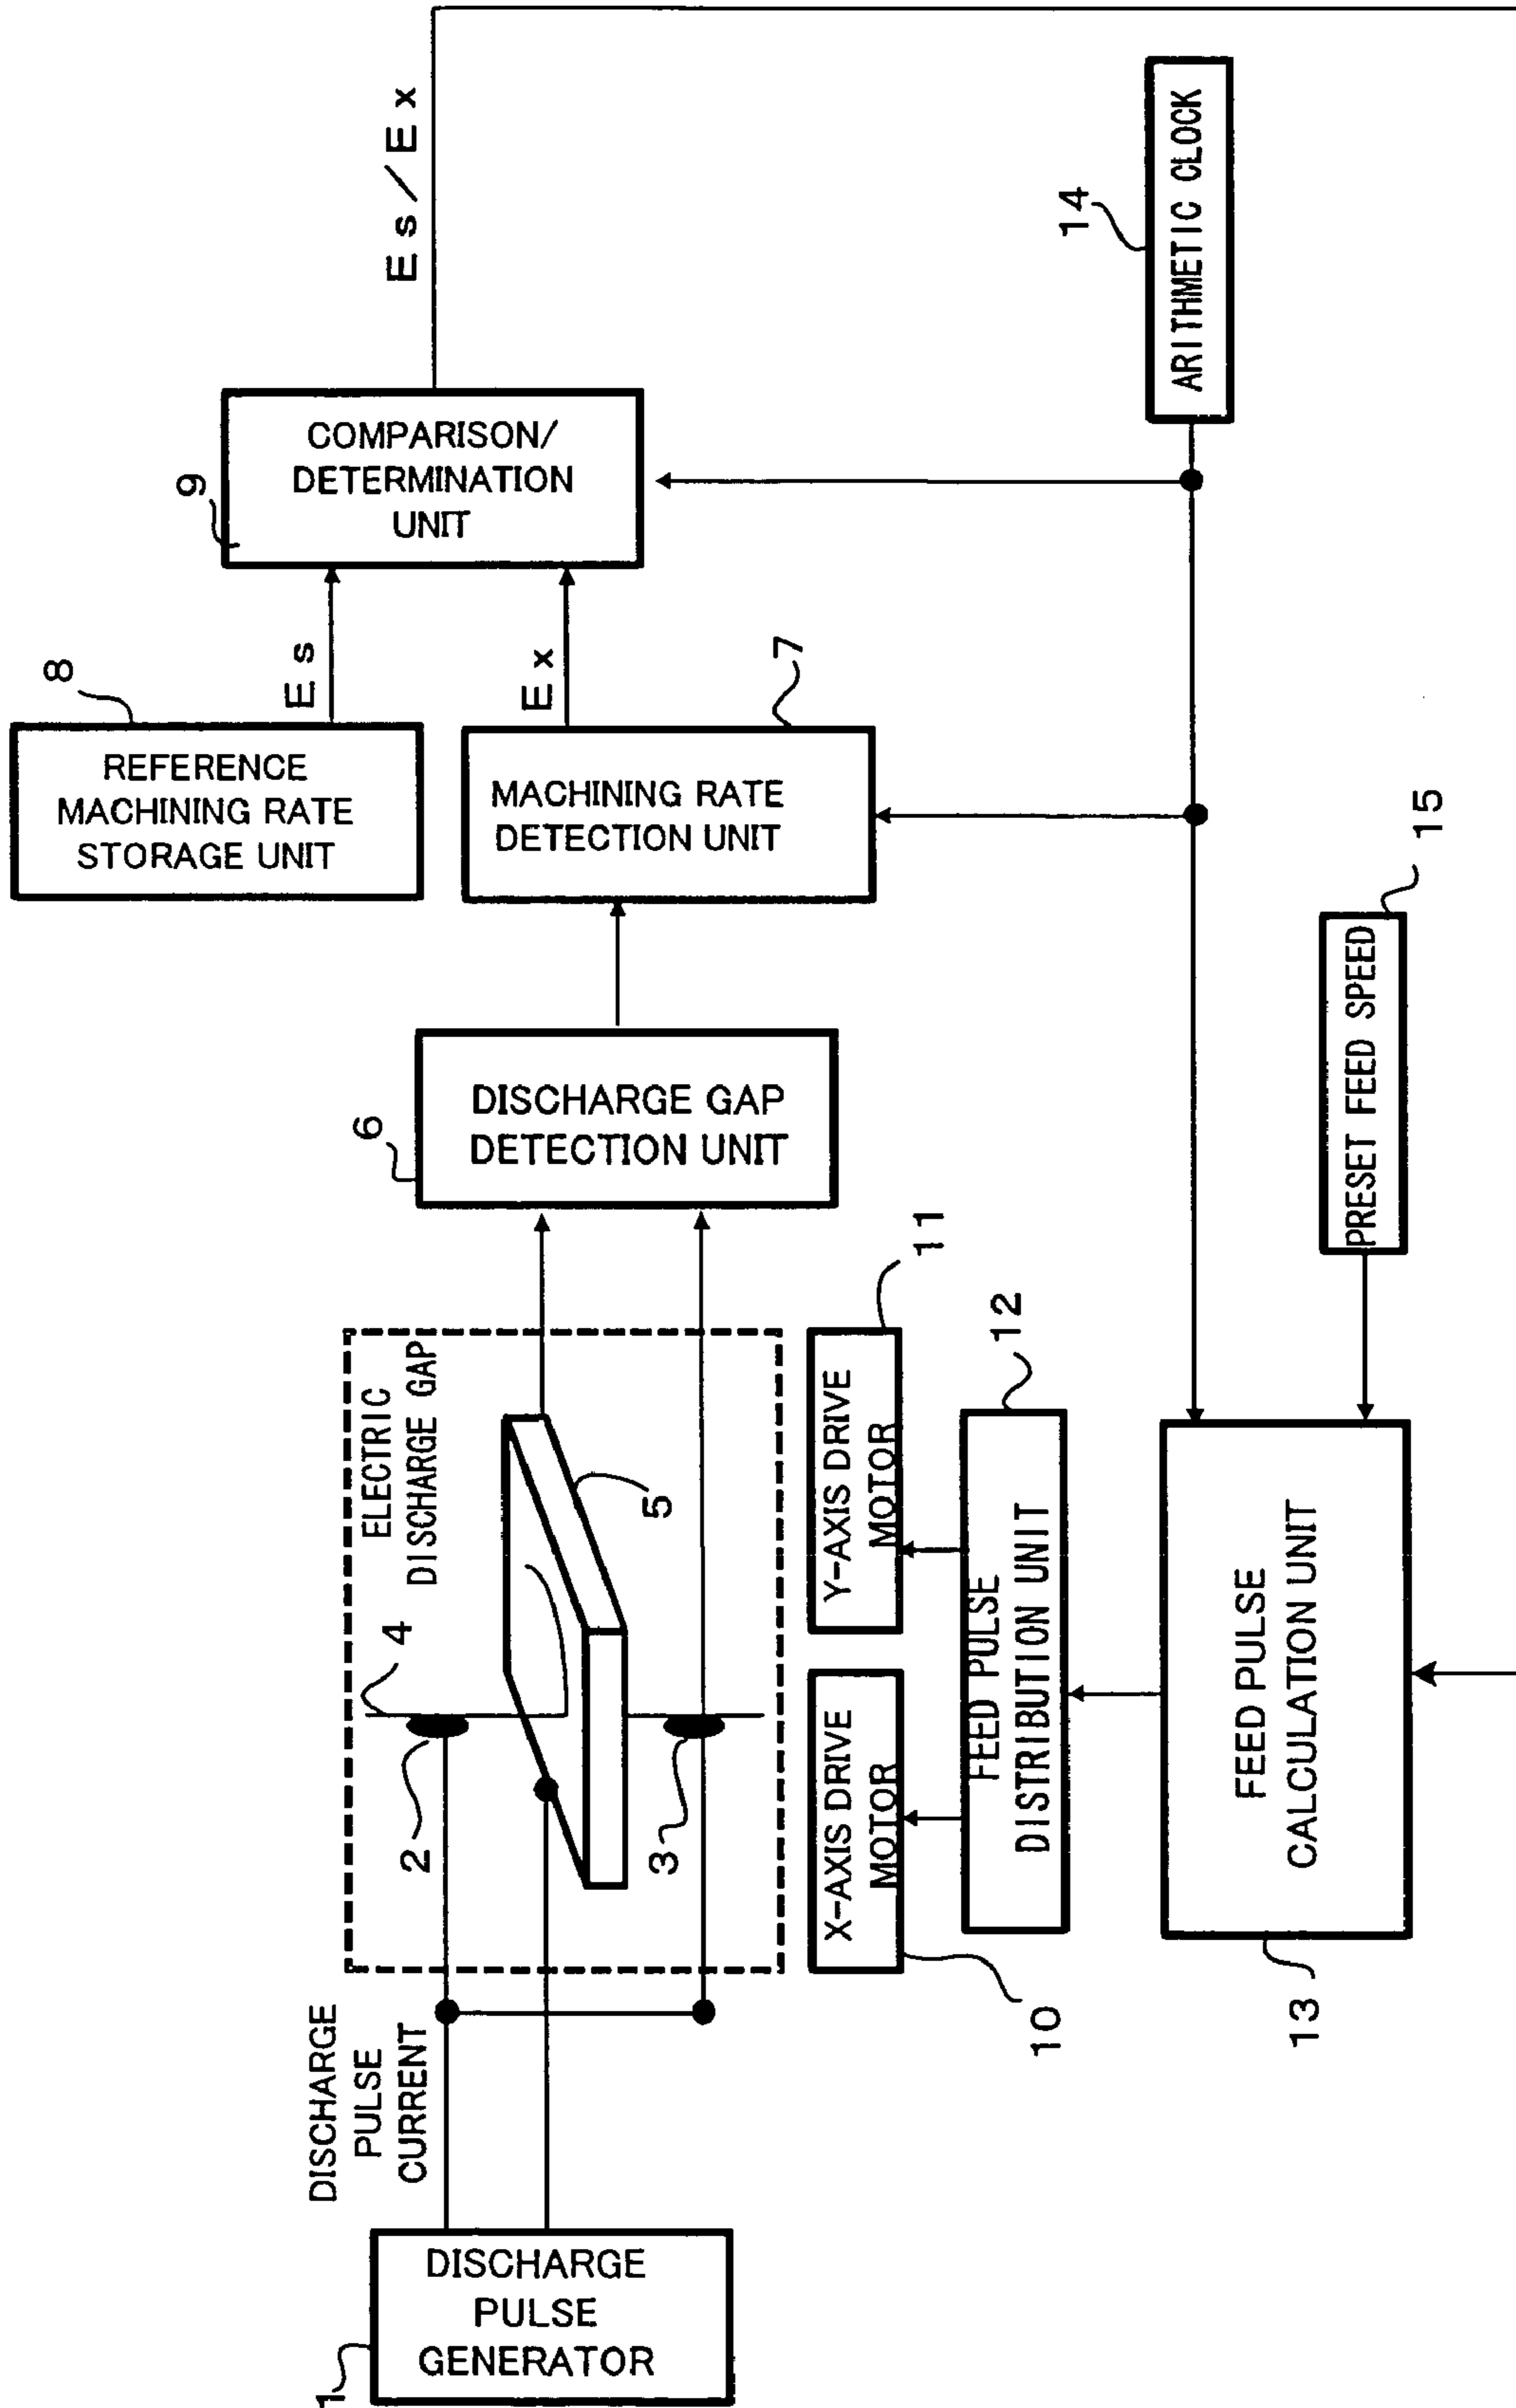 1
DISCHARGE
PULSE
GENERATOR
DISCHARGE
PULSE
CURRENT
ELECTRIC
DISCHARGE GAP
2
3
4
5
6
DISCHARGE GAP
DETECTION UNIT
8
REFERENCE
MACHINING RATE
STORAGE UNIT
Es
7
MACHINING RATE
DETECTION UNIT
Ex
9
COMPARISON/
DETERMINATION
UNIT
Es/Ex
10
X-AXIS DRIVE
MOTOR
11
Y-AXIS DRIVE
MOTOR
12
FEED PULSE
DISTRIBUTION UNIT
13
FEED PULSE
CALCULATION UNIT
14
ARITHMETIC CLOCK
15
PRESET FEED SPEED